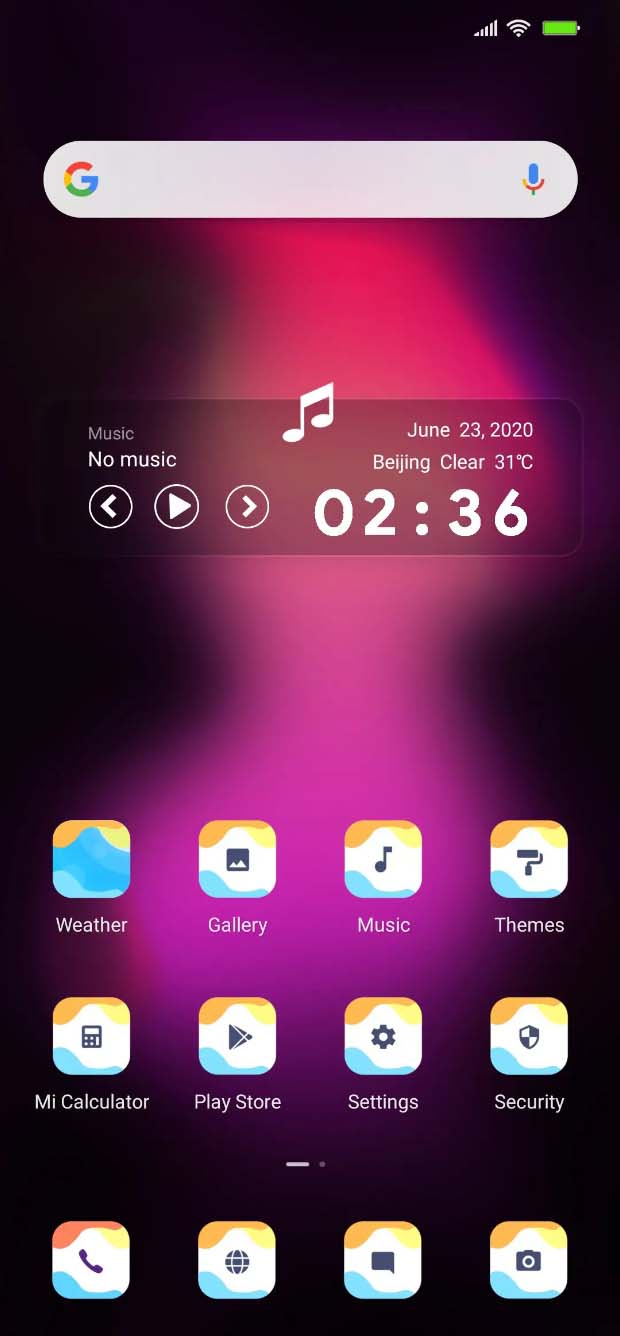 Music
No music
June 23, 2020
Beijing Clear 31℃
02:36
Weather
Gallery
Music
Themes
Mi Calculator
Play Store
Settings
Security